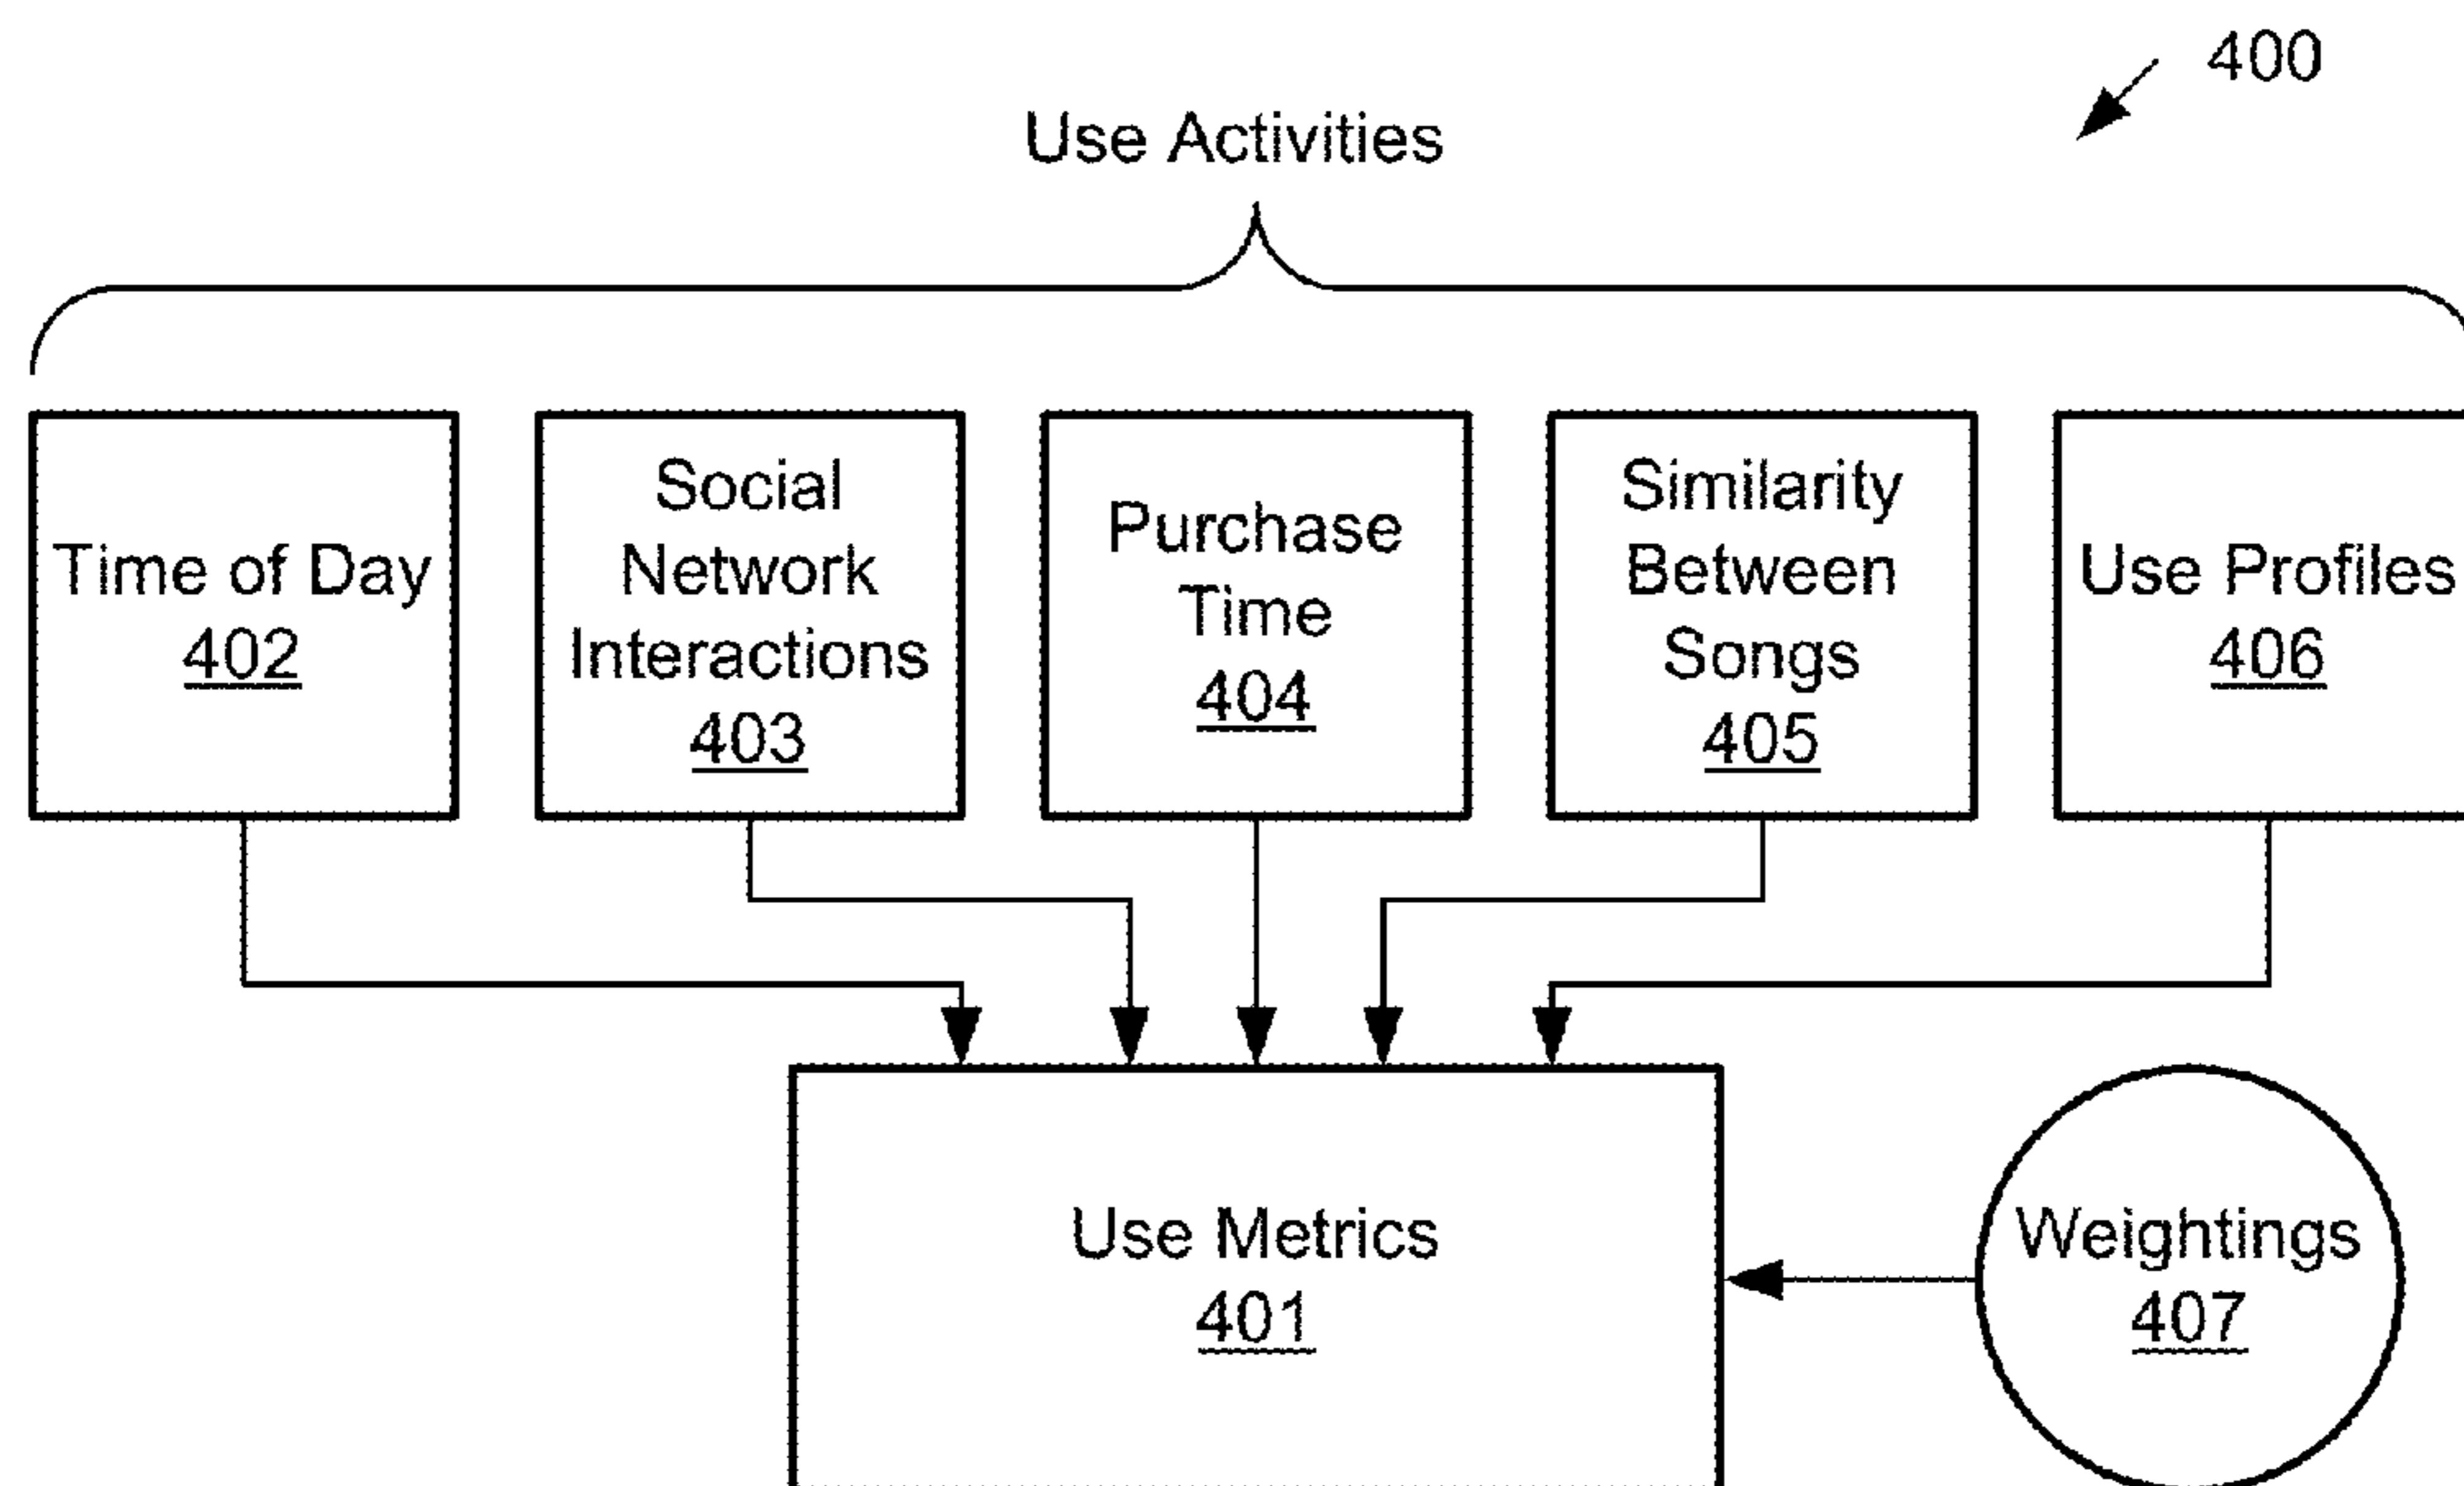 400
Use Activities
Time of Day
402
Social
Network
Interactions
403
Purchase
Time
404
Similarity
Between
Songs
405
Use Profiles
406
Use Metrics
401
Weightings
407